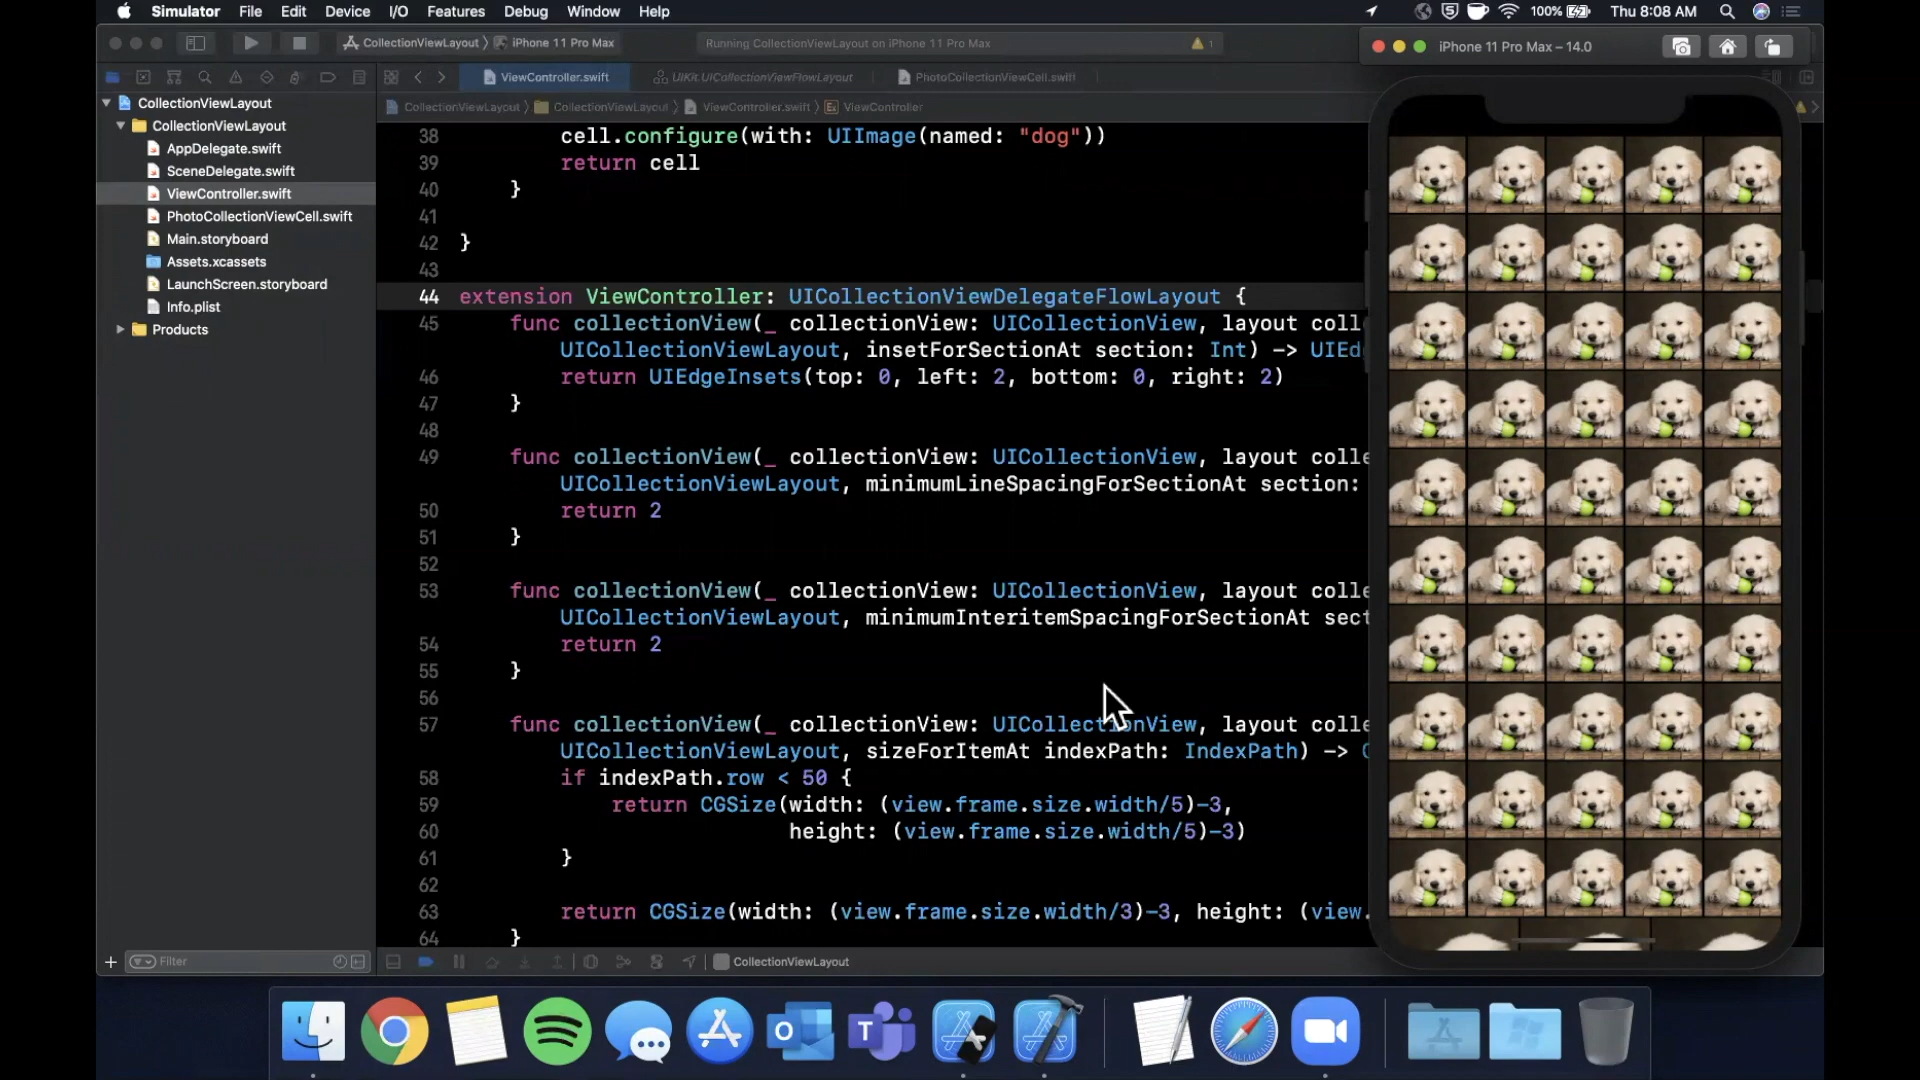 Simulator File Edit Device I/O Features Debug Window Help 100% Thu 8:08 AM
CollectionViewLayout iPhone 11 Pro Max Running CollectionViewLayout on iPhone 11 Pro Max 1 iPhone 11 Pro Max – 14.0
ViewController.swift UIKit.UICollectionViewFlowLayout PhotoCollectionViewCell.swift
CollectionViewLayout CollectionViewLayout ViewController.swift Ex ViewController
CollectionViewLayout
CollectionViewLayout
AppDelegate.swift
SceneDelegate.swift
ViewController.swift
PhotoCollectionViewCell.swift
Main.storyboard
Assets.xcassets
LaunchScreen.storyboard
Info.plist
Products
38 cell.configure(with: UIImage(named: "dog"))
39 return cell
40 }
41
42 }
43
44 extension ViewController: UICollectionViewDelegateFlowLayout {
45 func collectionView(_ collectionView: UICollectionView, layout coll
UICollectionViewLayout, insetForSectionAt section: Int) -> UIEd
46 return UIEdgeInsets(top: 0, left: 2, bottom: 0, right: 2)
47 }
48
49 func collectionView(_ collectionView: UICollectionView, layout colle
UICollectionViewLayout, minimumLineSpacingForSectionAt section:
50 return 2
51 }
52
53 func collectionView(_ collectionView: UICollectionView, layout colle
UICollectionViewLayout, minimumInteritemSpacingForSectionAt sect
54 return 2
55 }
56
57 func collectionView(_ collectionView: UICollectionView, layout colle
UICollectionViewLayout, sizeForItemAt indexPath: IndexPath) -> C
58 if indexPath.row < 50 {
59 return CGSize(width: (view.frame.size.width/5)-3,
60 height: (view.frame.size.width/5)-3)
61 }
62
63 return CGSize(width: (view.frame.size.width/3)-3, height: (view.
64 }
Filter CollectionViewLayout